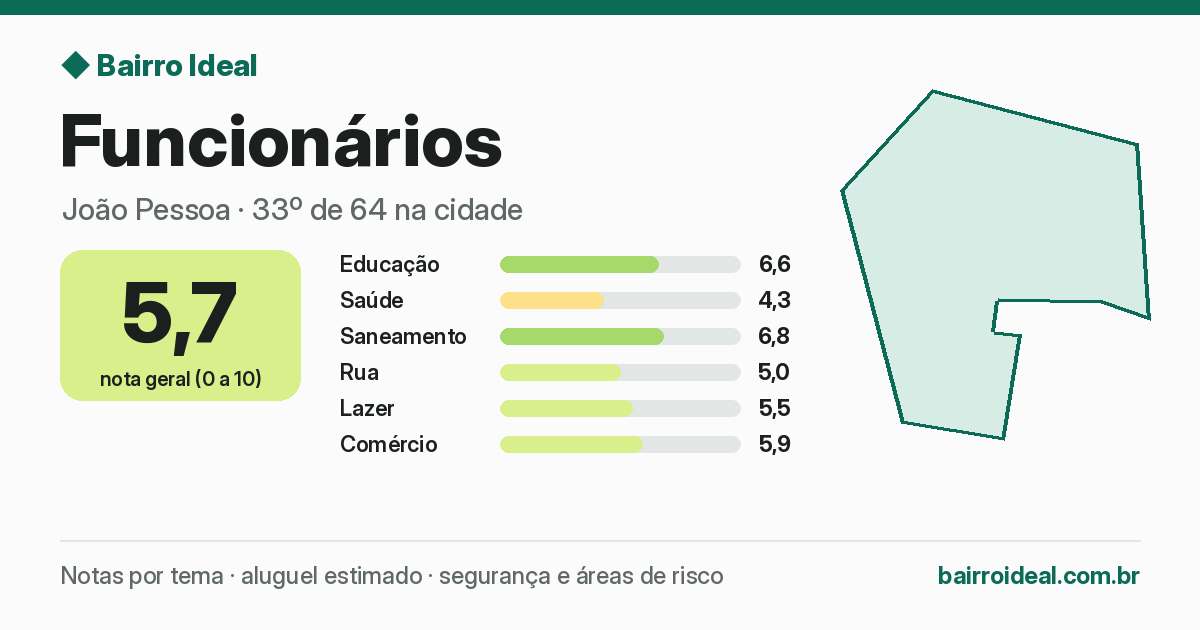 Bairro Ideal
Funcionários
João Pessoa · 33º de 64 na cidade
5,7
nota geral (0 a 10)
Educação 6,6
Saúde 4,3
Saneamento 6,8
Rua 5,0
Lazer 5,5
Comércio 5,9
Notas por tema · aluguel estimado · segurança e áreas de risco
bairroideal.com.br